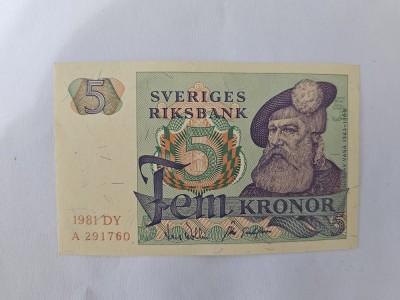 5
SVERIGES
RIKSBANK
5
Fem KRONOR
1981 DY
A 291760
5